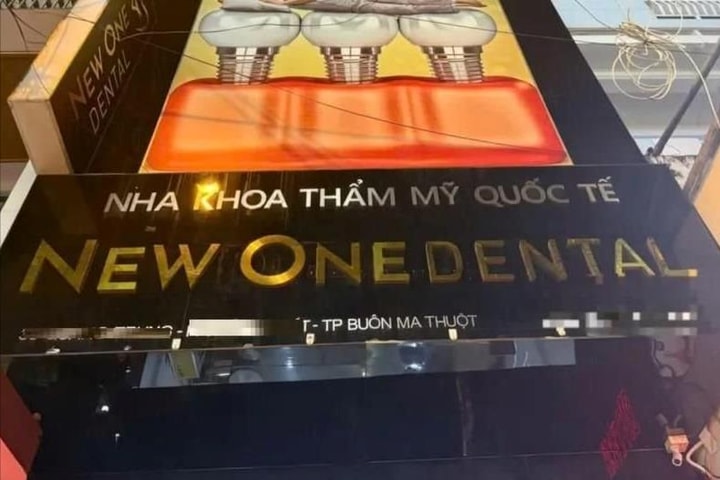 NEW ONE
DENTAL
NHA KHOA THẨM MỸ QUỐC TẾ
NEW ONE DENTAL
- TP BUÔN MA THUỘT